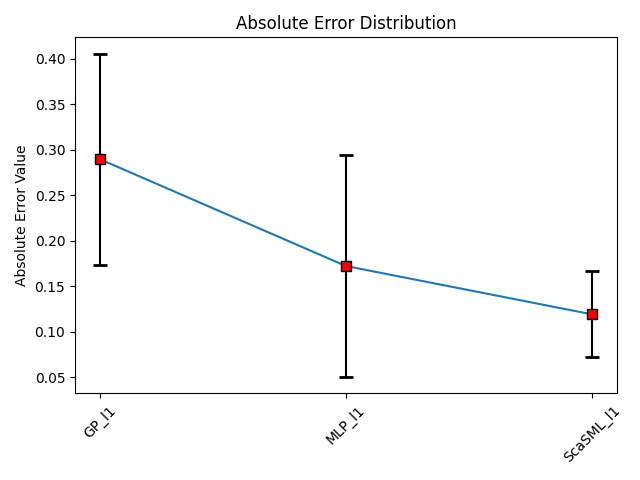 Absolute Error Distribution
Absolute Error Value
0.40
0.35
0.30
0.25
0.20
0.15
0.10
0.05
GP_l1
MLP_l1
ScaSML_l1